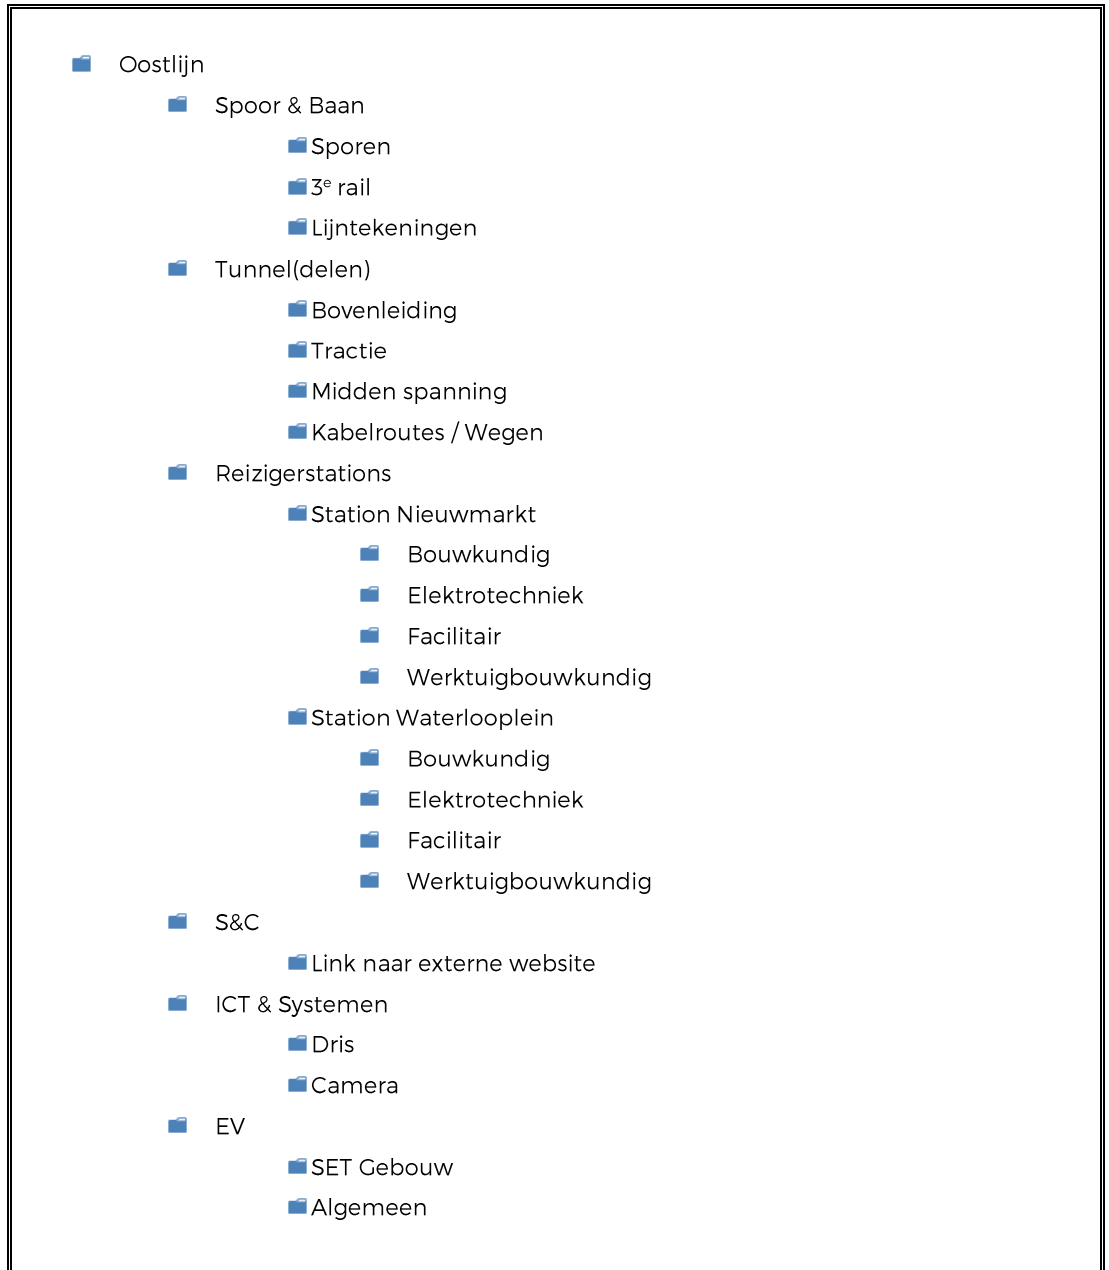 Oostlijn
Spoor & Baan
Sporen
3ᵉ rail
Lijntekeningen
Tunnel(delen)
Bovenleiding
Tractie
Midden spanning
Kabelroutes / Wegen
Reizigerstations
Station Nieuwmarkt
Bouwkundig
Elektrotechniek
Facilitair
Werktuigbouwkundig
Station Waterlooplein
Bouwkundig
Elektrotechniek
Facilitair
Werktuigbouwkundig
S&C
Link naar externe website
ICT & Systemen
Dris
Camera
EV
SET Gebouw
Algemeen